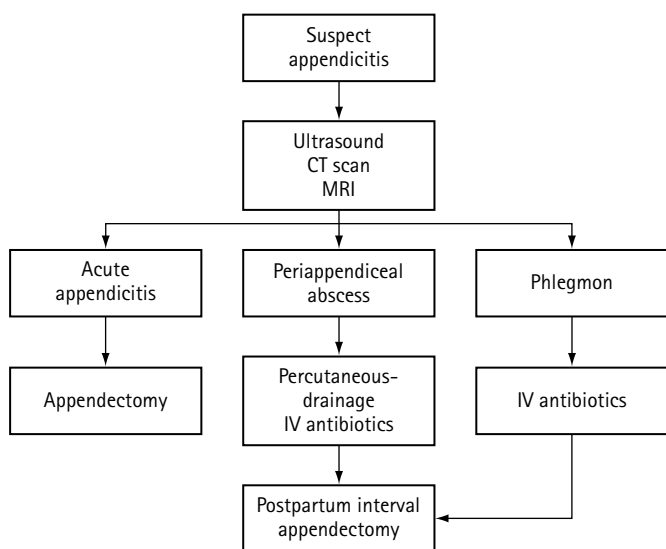 Suspect
appendicitis
Ultrasound
CT scan
MRI
Acute
appendicitis
Periappendiceal
abscess
Phlegmon
Appendectomy
Percutaneous-
drainage
IV antibiotics
IV antibiotics
Postpartum interval
appendectomy